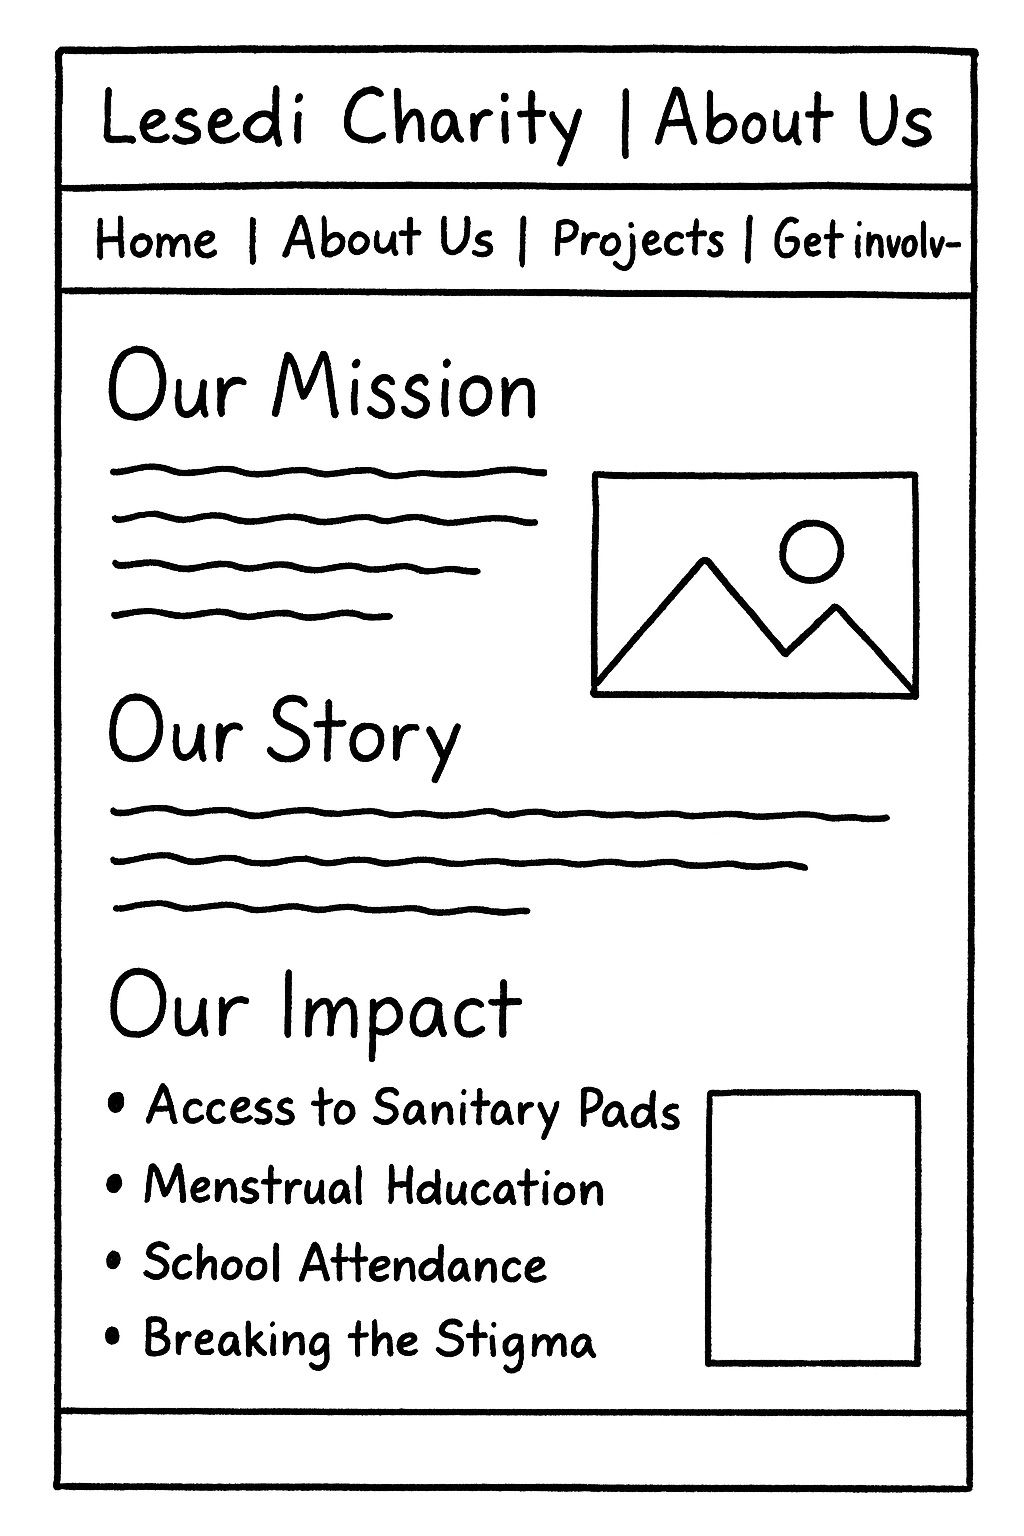 Lesedi Charity | About Us
Home | About Us | Projects | Get involv-
Our Mission
Our Story
Our Impact
• Access to Sanitary Pads
• Menstrual Hducation
• School Attendance
• Breaking the Stigma